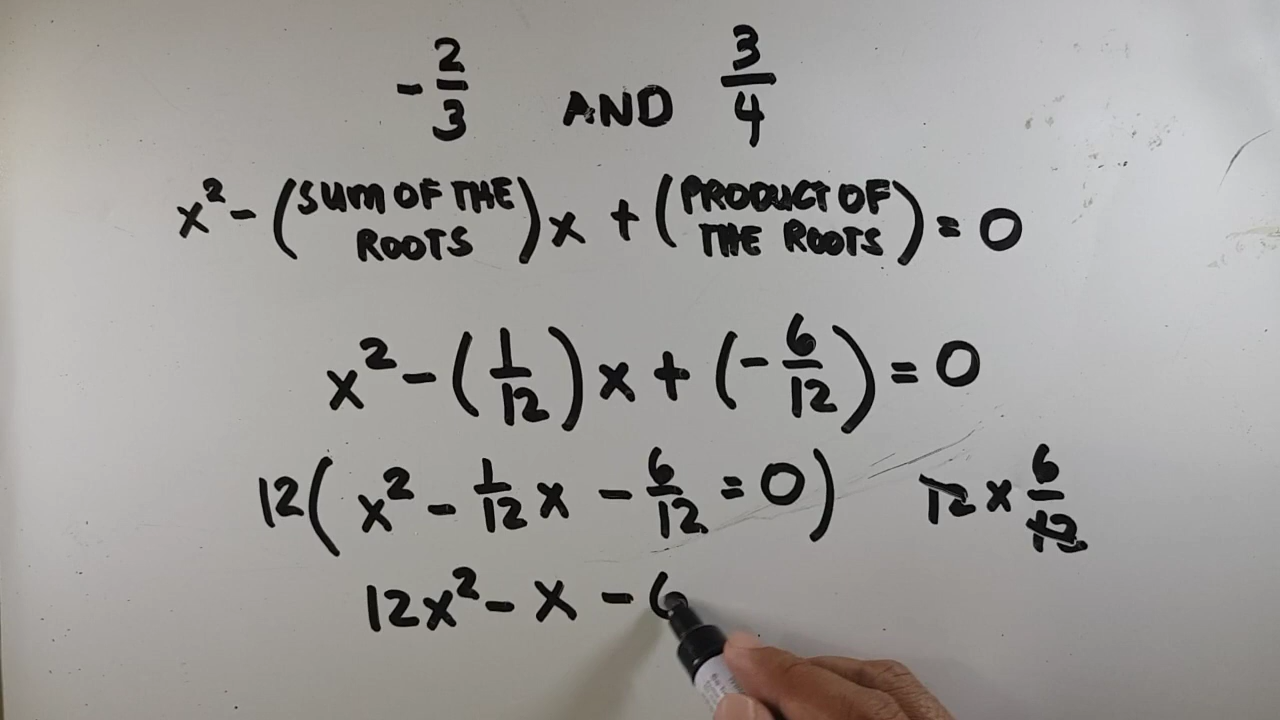 -2/3 AND 3/4
x² - (SUM OF THE ROOTS)x + (PRODUCT OF THE ROOTS) = 0
x² - (1/12)x + (-6/12) = 0
12(x² - 1/12x - 6/12 = 0) 12 x 6/12
12x² - x - 6